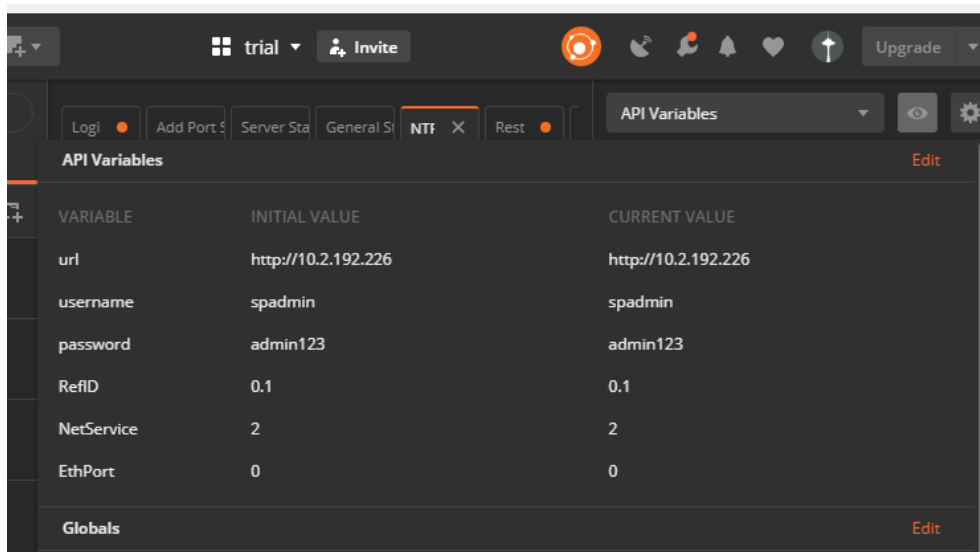 trial Invite Upgrade
Logi Add Port S Server Sta General S NTF Rest API Variables
API Variables Edit
VARIABLE INITIAL VALUE CURRENT VALUE
url http://10.2.192.226 http://10.2.192.226
username spadmin spadmin
password admin123 admin123
RefID 0.1 0.1
NetService 2 2
EthPort 0 0
Globals Edit